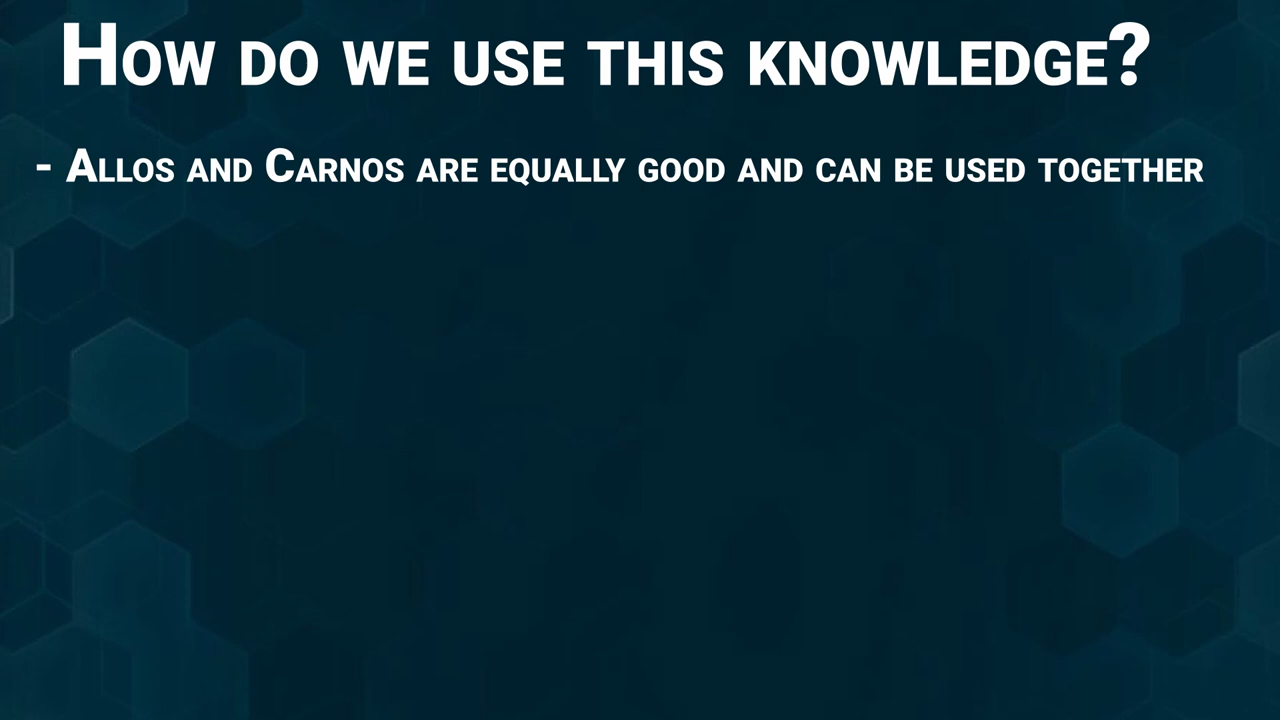 How do we use this knowledge?
- Allos and Carnos are equally good and can be used together